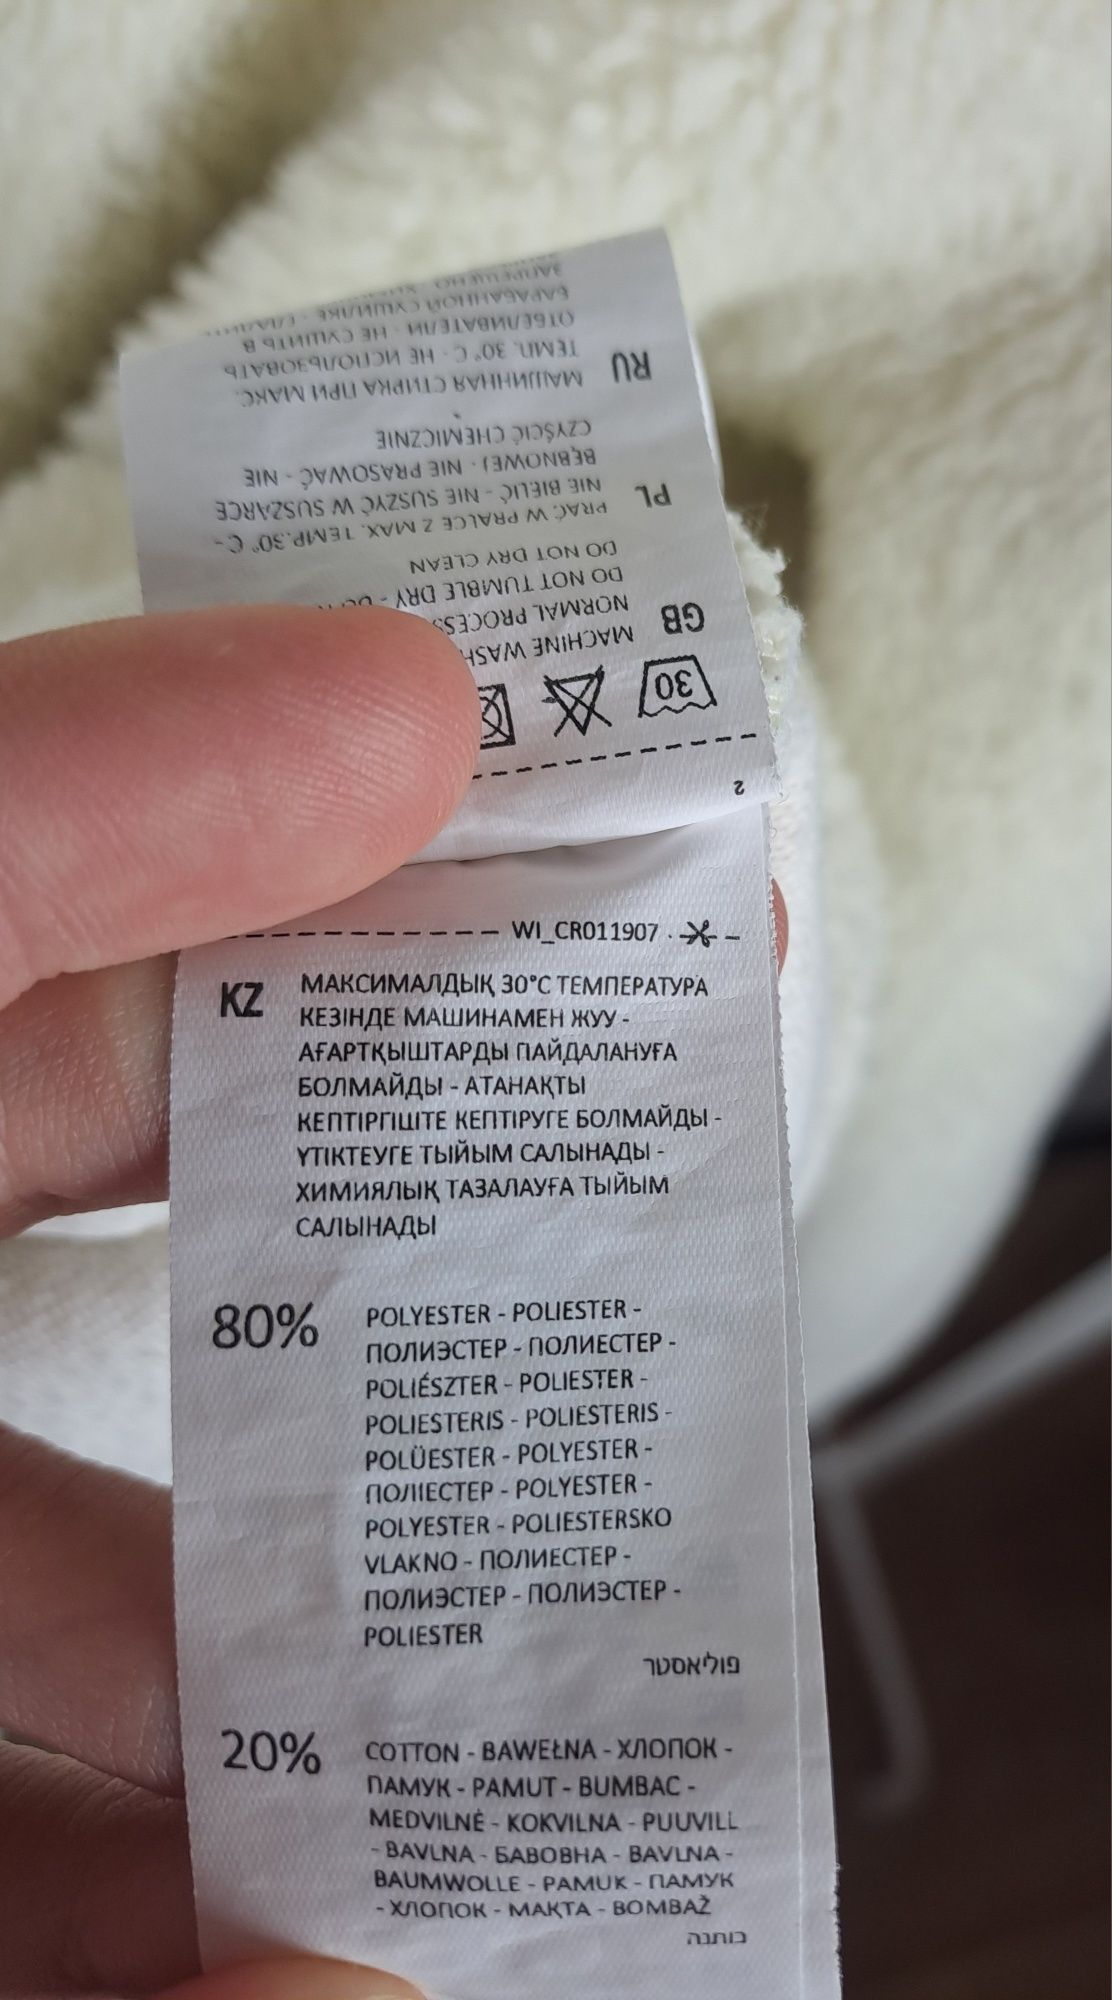 ЗАПРЕЩЕНО
БАРАБАННОЙ СУШИЛКЕ
ОТБЕЛИВАТЕЛИ - НЕ СУШИТЬ В
ТЕМП. 30°C - НЕ ИСПОЛЬЗОВАТЬ
RU МАШИННАЯ СТИРКА ПРИ МАКС.
CZYŚCIĆ CHEMICZNIE
BĘBNOWEJ - NIE PRASOWAĆ - NIE
NIE BIELIĆ - NIE SUSZYĆ W SUSZARCE
PL PRAĆ W PRALCE Z MAX. TEMP.30° C -
DO NOT DRY CLEAN
DO NOT TUMBLE DRY -
NORMAL PROCESS
GB MACHINE WASH
30
2
WI_CR011907
KZ МАКСИМАЛДЫҚ 30°C ТЕМПЕРАТУРА
КЕЗІНДЕ МАШИНАМЕН ЖУУ -
АҒАРТҚЫШТАРДЫ ПАЙДАЛАНУҒА
БОЛМАЙДЫ - АТАНАҚТЫ
КЕПТІРГІШТЕ КЕПТІРУГЕ БОЛМАЙДЫ -
ҮТІКТЕУГЕ ТЫЙЫМ САЛЫНАДЫ -
ХИМИЯЛЫҚ ТАЗАЛАУҒА ТЫЙЫМ
САЛЫНАДЫ
80% POLYESTER - POLIESTER -
ПОЛИЭСТЕР - ПОЛИЕСТЕР -
POLIÉSZTER - POLIESTER -
POLIESTERIS - POLIESTERIS -
POLÜESTER - POLYESTER -
ПОЛІЕСТЕР - POLYESTER -
POLYESTER - POLIESTERSKO
VLAKNO - ПОЛИЕСТЕР -
ПОЛИЭСТЕР - ПОЛИЭСТЕР -
POLIESTER
פוליאסטר
20% COTTON - BAWEŁNA - ХЛОПОК -
ПАМУК - PAMUT - BUMBAC -
MEDVILNĖ - KOKVILNA - PUUVILL
- BAVLNA - БАВОВНА - BAVLNA -
BAUMWOLLE - PAMUK - ПАМУК
- ХЛОПОК - МАҚТА - BOMBAŽ
כותנה